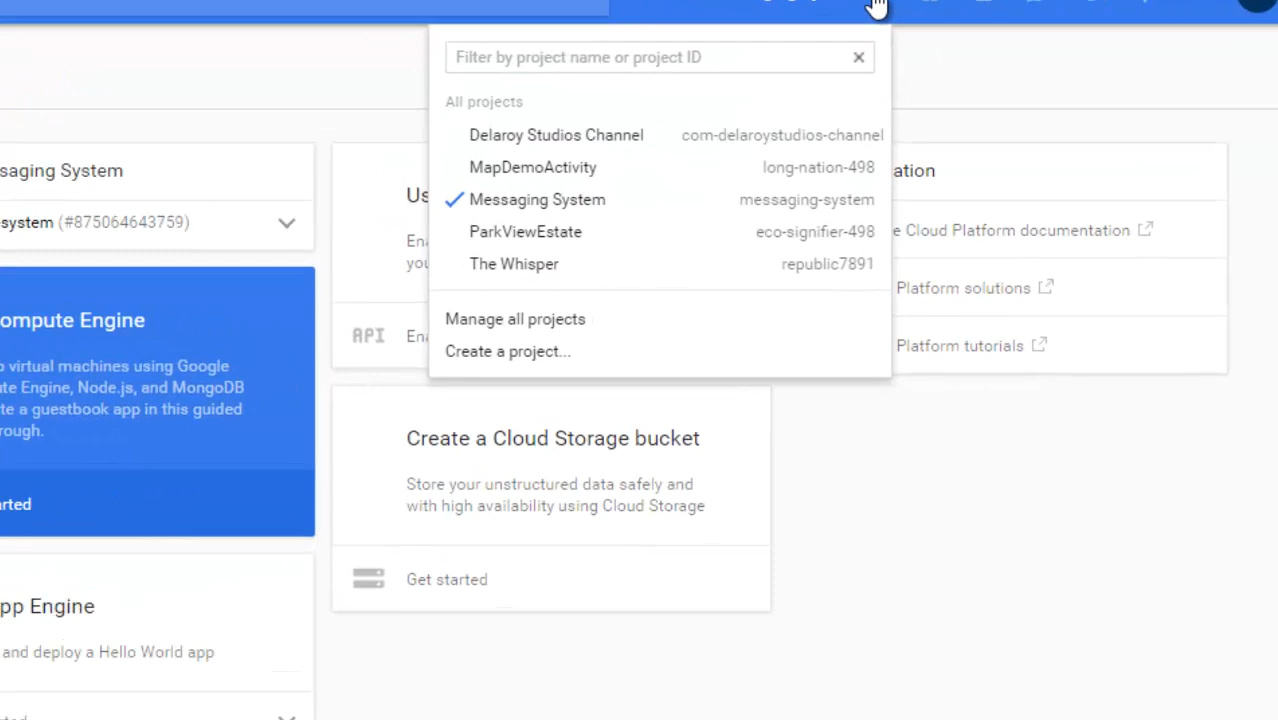 Filter by project name or project ID
All projects
Delaroy Studios Channel com-delaroystudios-channel
MapDemoActivity long-nation-498
Messaging System messaging-system
ParkViewEstate eco-signifier-498
The Whisper republic7891
Manage all projects
Create a project...
saging System
system (#875064643759)
ompute Engine
virtual machines using Google
te Engine, Node.js, and MongoDB
te a guestbook app in this guided
rough.
arted
pp Engine
and deploy a Hello World app
Us
Ena
you
API Ena
Create a Cloud Storage bucket
Store your unstructured data safely and
with high availability using Cloud Storage
Get started
ation
e Cloud Platform documentation
Platform solutions
Platform tutorials